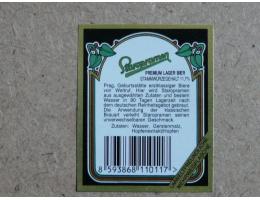 Staropramen
PREMIUM LAGER BIER
STAMMWÜRZEGEHALT 11,7%
Prag, Geburtsstätte erstklassiger Biere
von Weltruf. Hier wird Staropramen
aus ausgewählten Zutaten und bestem
Wasser in 90 Tagen Lagerzeit nach
dem deutschen Reinheitsgebot gebraut.
Die Anwendung der klassischen
Brauart verleiht Staropramen seinen
unverwechselbaren Geschmack.
Zutaten: Wasser, Gerstenmalz,
Hopfenextrakt/Hopfen
8 593868 110117 >